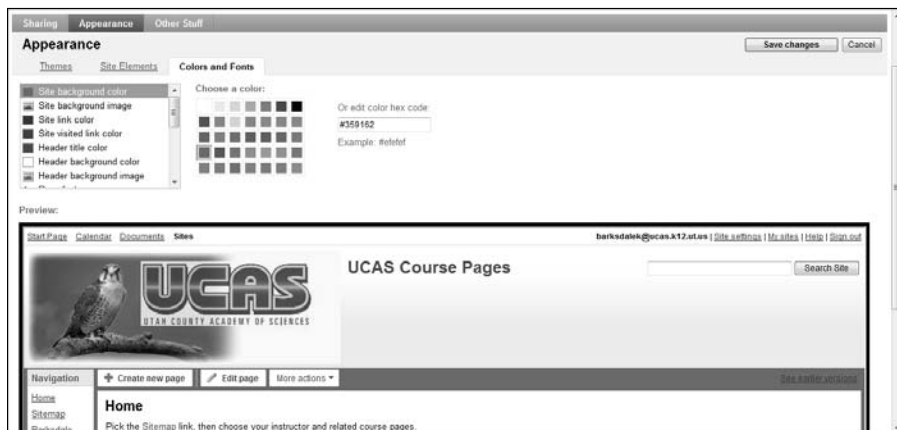 Sharing Appearance Other Stuff
Appearance
Save changes Cancel
Themes Site Elements Colors and Fonts
Site background color
Site background image
Site link color
Site visited link color
Header title color
Header background color
Header background image
Choose a color:
Or edit color hex code:
#359162
Example: #efefef
Preview:
Start Page Calendar Documents Sites
barksdalek@ucas.k12.ut.us | Site settings | My sites | Help | Sign out
UCAS
UTAH COUNTY ACADEMY OF SCIENCES
UCAS Course Pages
Search Site
Navigation
Create new page Edit page More actions
See earlier versions
Home
Sitemap
Barksdale
Home
Pick the Sitemap link, then choose your instructor and related course pages.